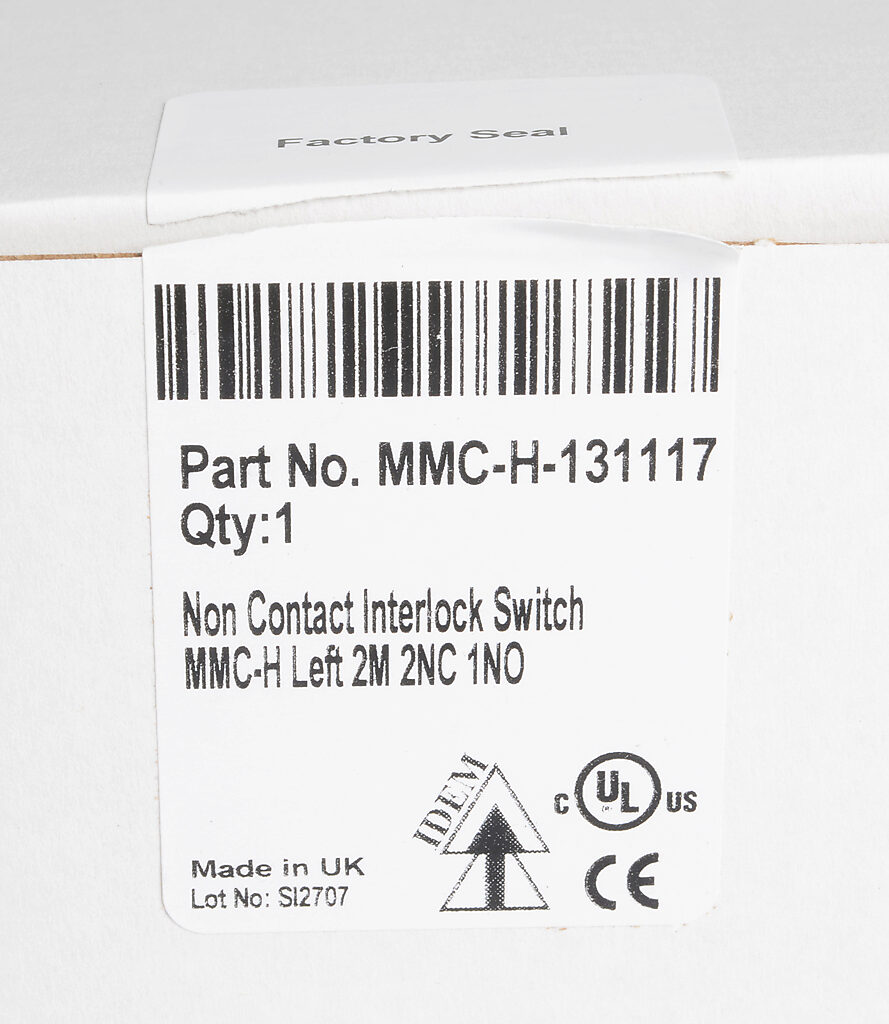 Factory Seal
Part No. MMC-H-131117
Qty:1
Non Contact Interlock Switch
MMC-H Left 2M 2NC 1NO
IDEM
c UL US
CE
Made in UK
Lot No: SI2707